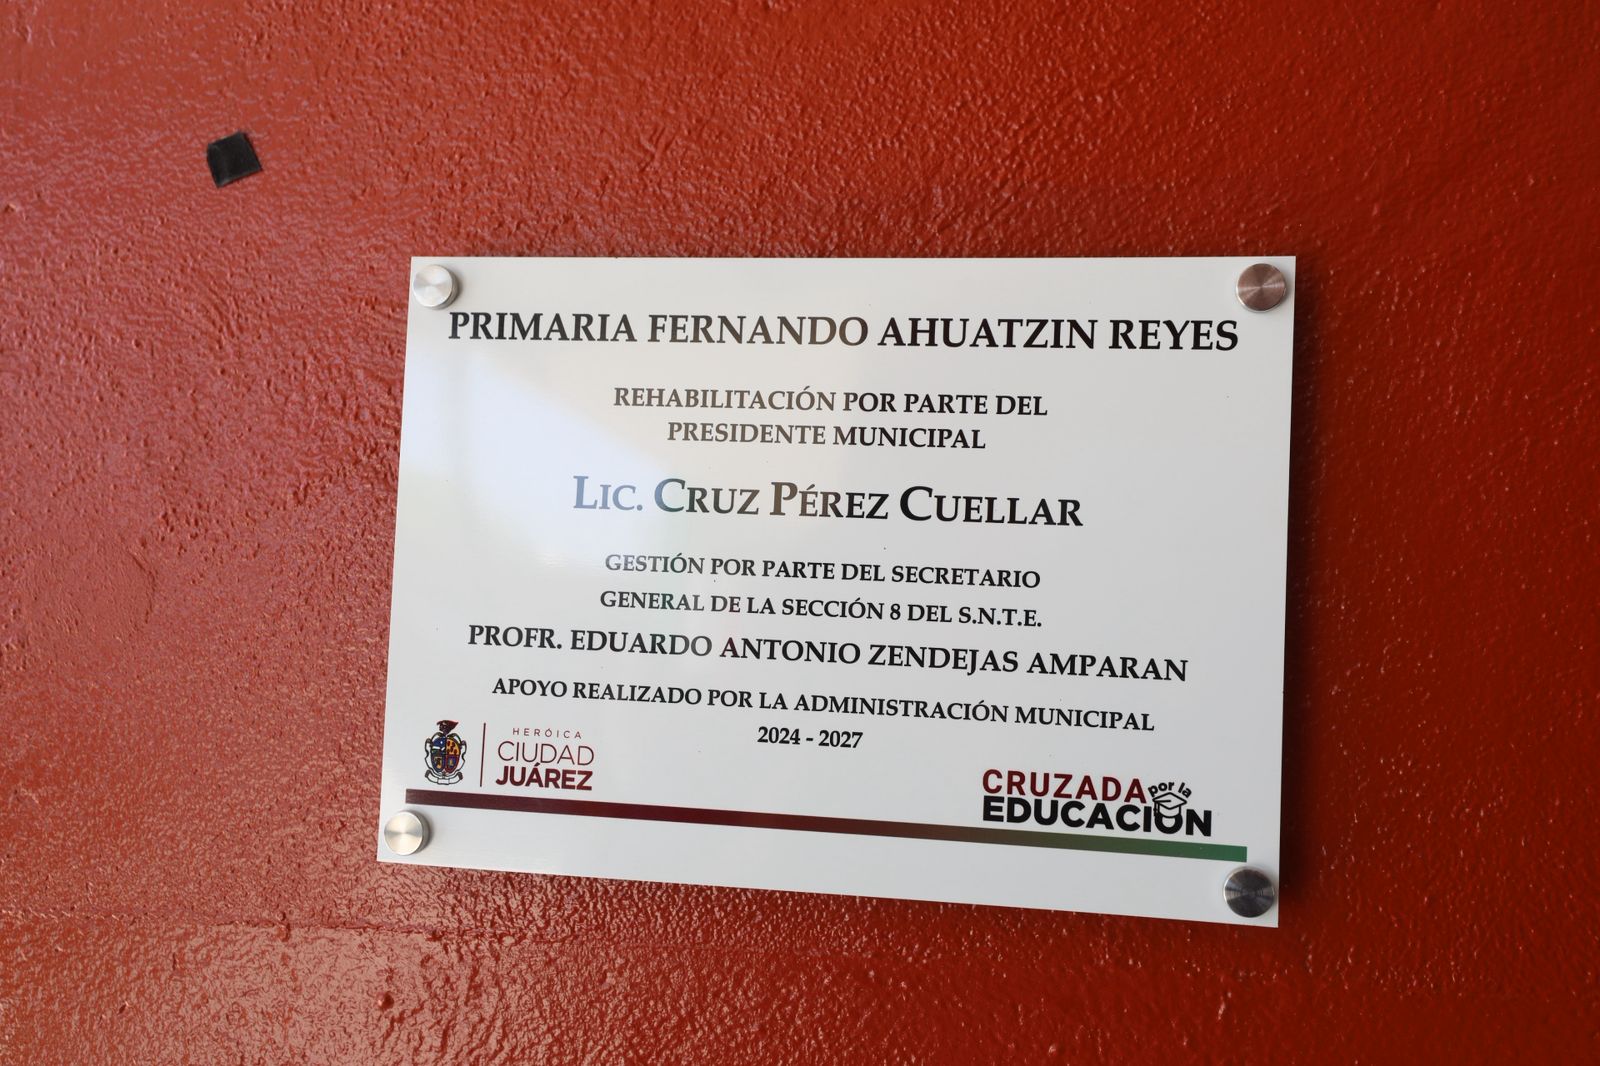 PRIMARIA FERNANDO AHUATZIN REYES
REHABILITACIÓN POR PARTE DEL
PRESIDENTE MUNICIPAL
LIC. CRUZ PÉREZ CUELLAR
GESTIÓN POR PARTE DEL SECRETARIO
GENERAL DE LA SECCIÓN 8 DEL S.N.T.E.
PROFR. EDUARDO ANTONIO ZENDEJAS AMPARAN
APOYO REALIZADO POR LA ADMINISTRACIÓN MUNICIPAL
2024 - 2027
HERÓICA
CIUDAD
JUÁREZ
CRUZADA por la
EDUCACIÓN